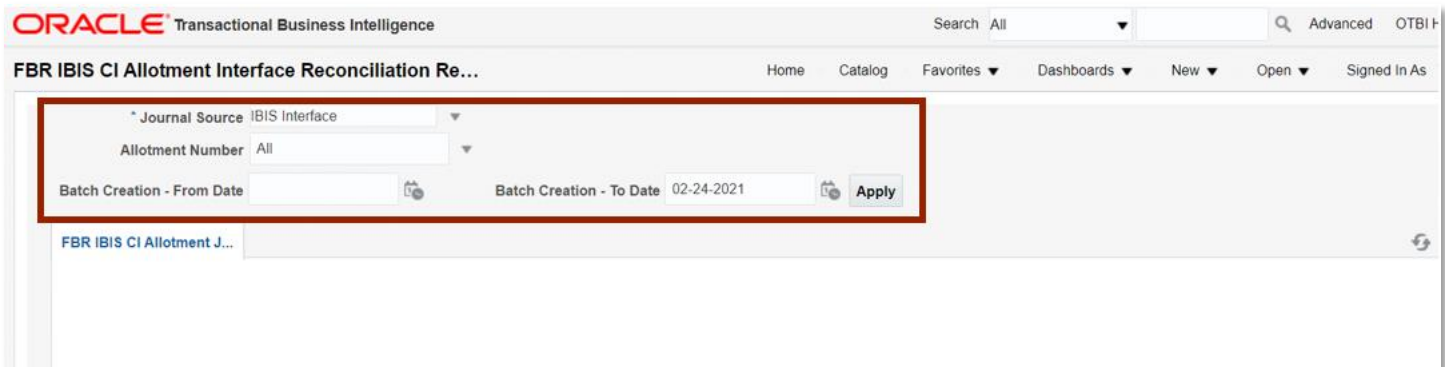 ORACLE Transactional Business Intelligence Search All Advanced OTBI H
FBR IBIS CI Allotment Interface Reconciliation Re... Home Catalog Favorites Dashboards New Open Signed In As
* Journal Source IBIS Interface
Allotment Number All
Batch Creation - From Date Batch Creation - To Date 02-24-2021 Apply
FBR IBIS CI Allotment J...